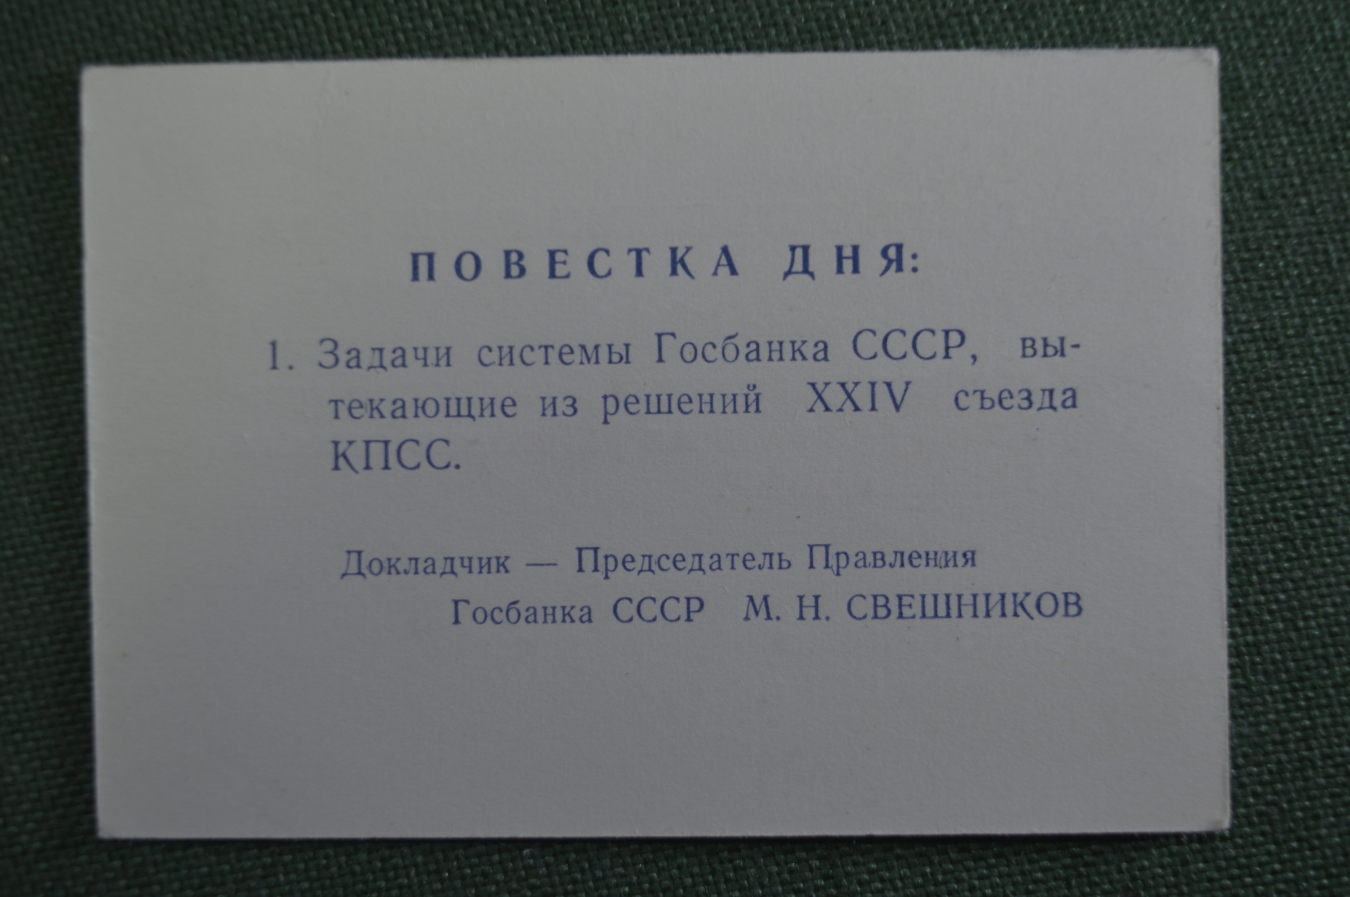 ПОВЕСТКА ДНЯ:
1. Задачи системы Госбанка СССР, вы-
текающие из решений XXIV съезда
КПСС.
Докладчик — Председатель Правления
Госбанка СССР М. Н. СВЕШНИКОВ